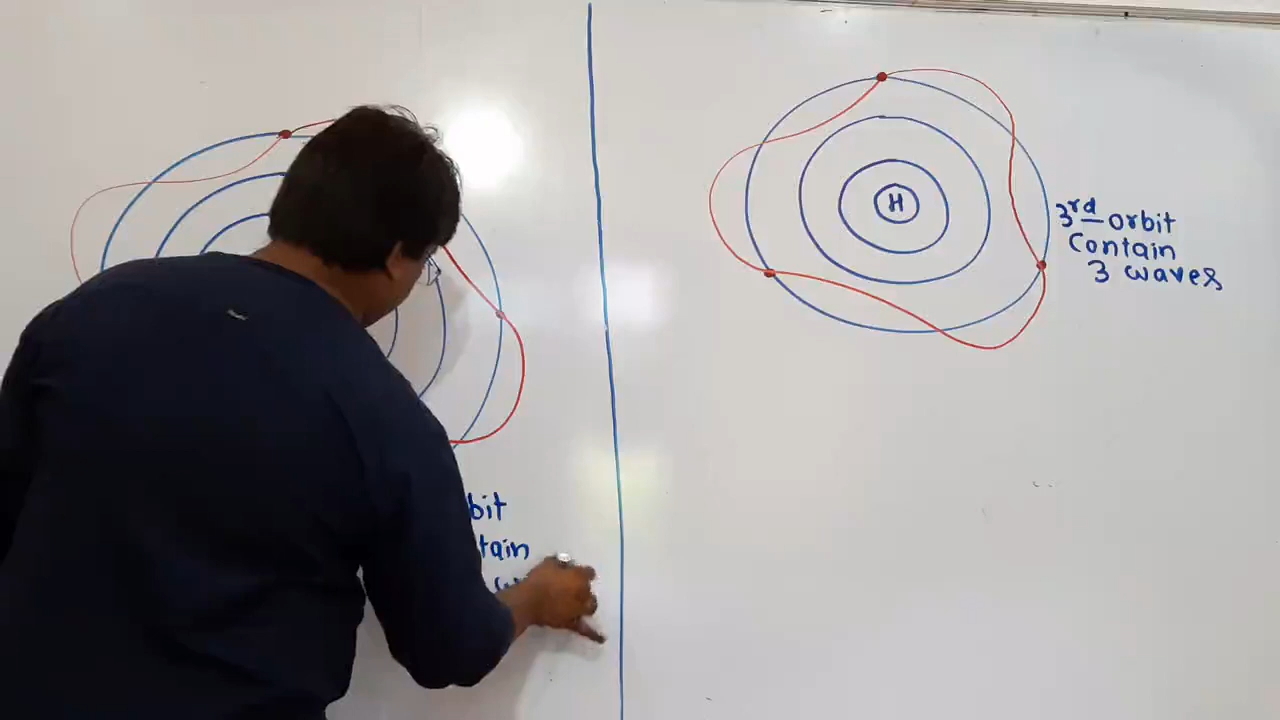 bit
tain
H
3rd orbit
Contain
3 waves